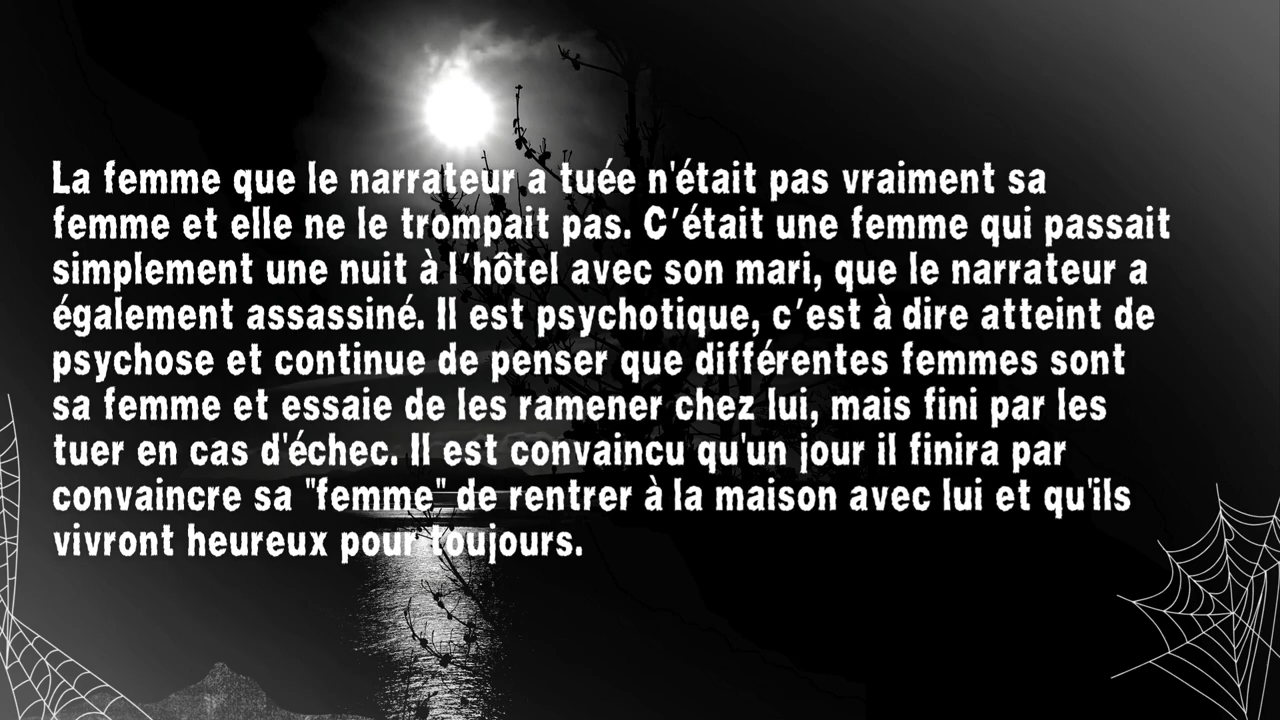 La femme que le narrateur a tuée n'était pas vraiment sa
femme et elle ne le trompait pas. C'était une femme qui passait
simplement une nuit à l'hôtel avec son mari, que le narrateur a
également assassiné. Il est psychotique, c'est à dire atteint de
psychose et continue de penser que différentes femmes sont
sa femme et essaie de les ramener chez lui, mais fini par les
tuer en cas d'échec. Il est convaincu qu'un jour il finira par
convaincre sa "femme" de rentrer à la maison avec lui et qu'ils
vivront heureux pour toujours.